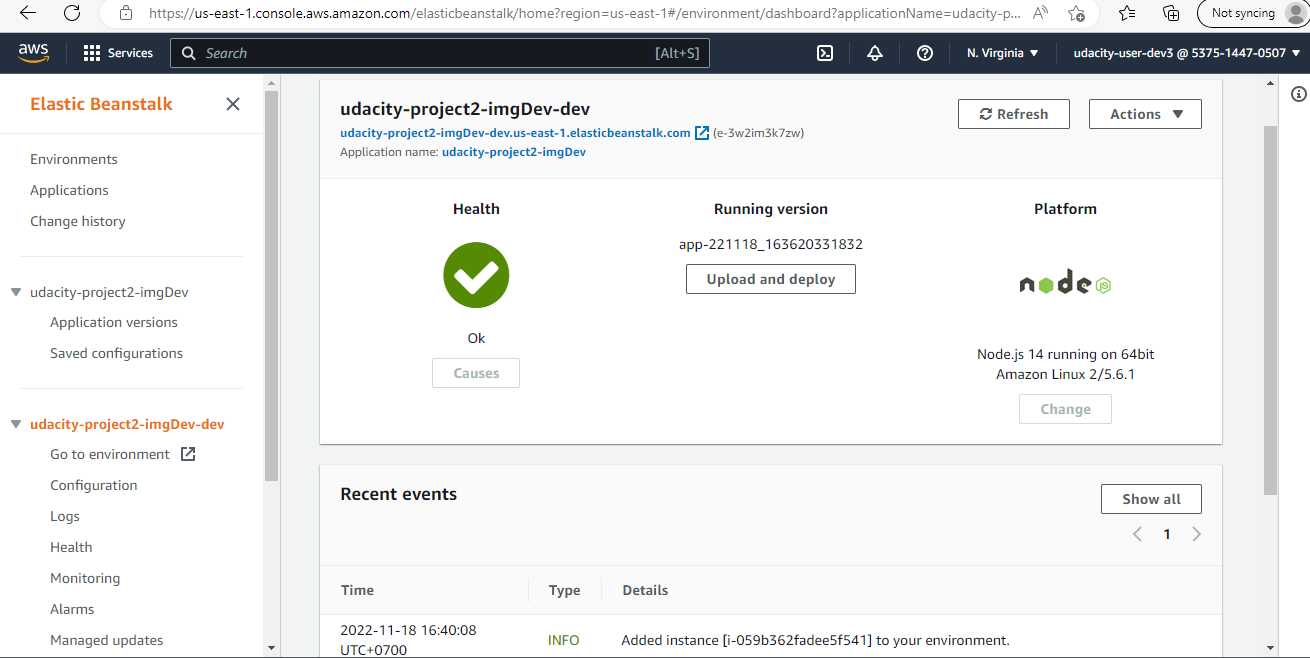 https://us-east-1.console.aws.amazon.com/elasticbeanstalk/home?region=us-east-1#/environment/dashboard?applicationName=udacity-p...
Not syncing
aws
Services
Search
[Alt+S]
N. Virginia
udacity-user-dev3 @ 5375-1447-0507
Elastic Beanstalk
Environments
Applications
Change history
udacity-project2-imgDev
Application versions
Saved configurations
udacity-project2-imgDev-dev
Go to environment
Configuration
Logs
Health
Monitoring
Alarms
Managed updates
udacity-project2-imgDev-dev
udacity-project2-imgDev-dev.us-east-1.elasticbeanstalk.com (e-3w2im3k7zw)
Application name: udacity-project2-imgDev
Refresh
Actions
Health
Ok
Causes
Running version
app-221118_163620331832
Upload and deploy
Platform
node JS
Node.js 14 running on 64bit
Amazon Linux 2/5.6.1
Change
Recent events
Show all
1
Time
Type
Details
2022-11-18 16:40:08
UTC+0700
INFO
Added instance [i-059b362fadee5f541] to your environment.